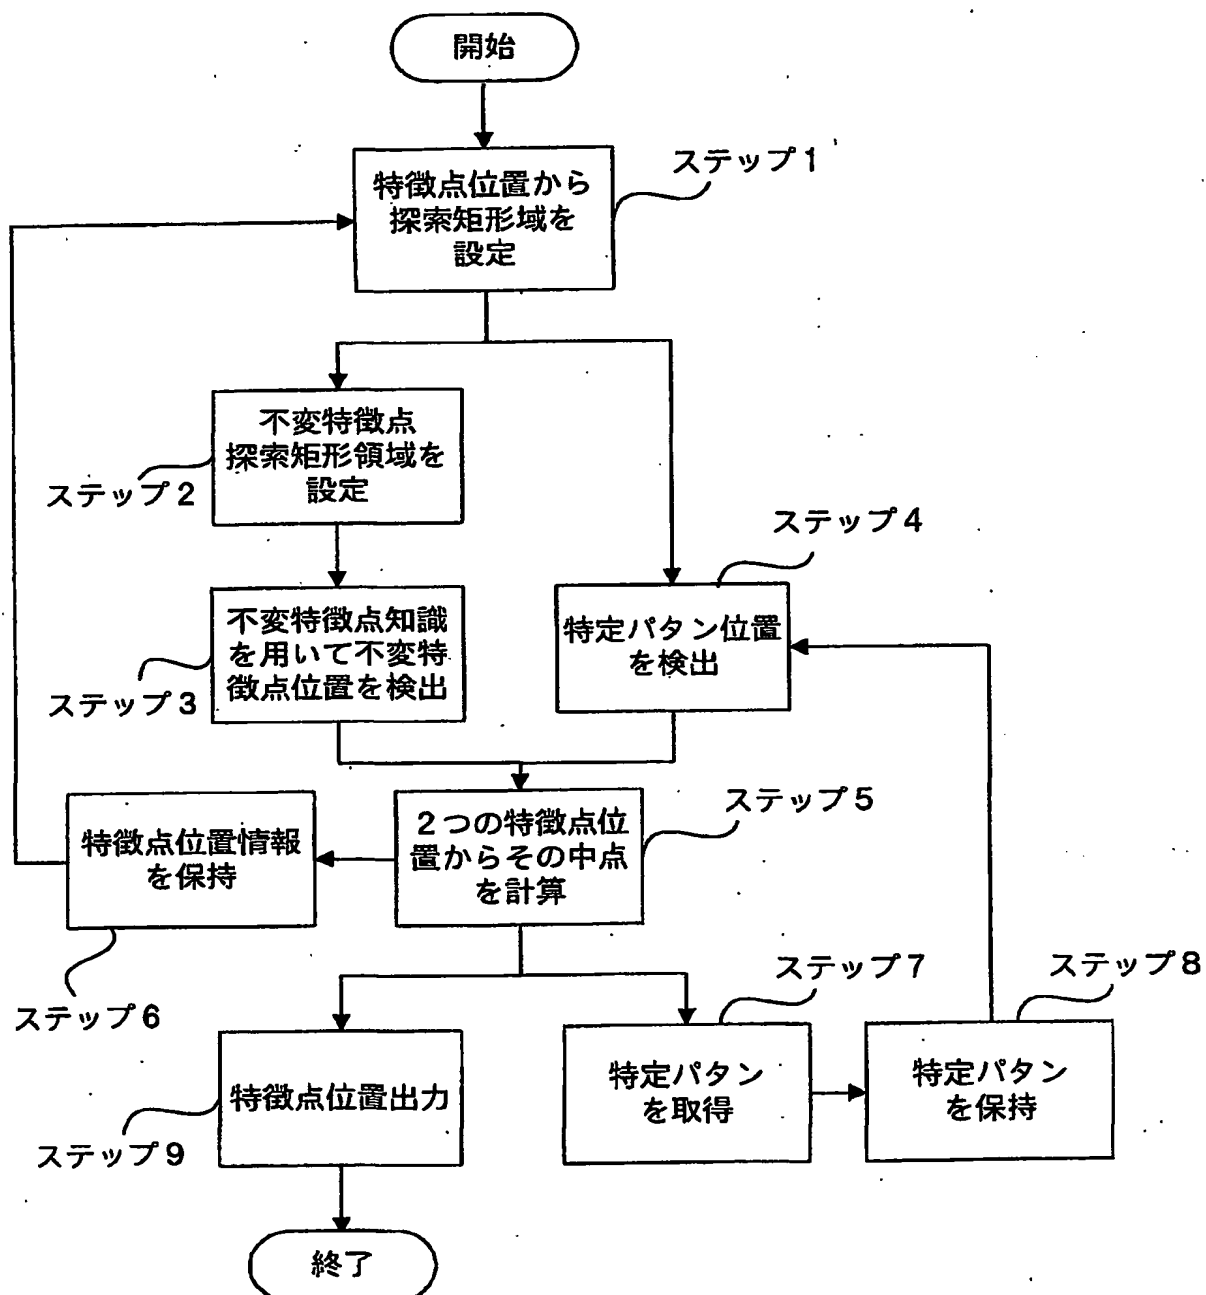 開始
ステップ1
特徴点位置から
探索矩形域を
設定
不変特徴点
探索矩形領域を
設定
ステップ2
ステップ4
不変特徴点知識
を用いて不変特
徴点位置を検出
ステップ3
特定パタン位置
を検出
ステップ5
2つの特徴点位
置からその中点
を計算
特徴点位置情報
を保持
ステップ6
ステップ7
ステップ8
特徴点位置出力
ステップ9
特定パタン
を取得
特定パタン
を保持
終了